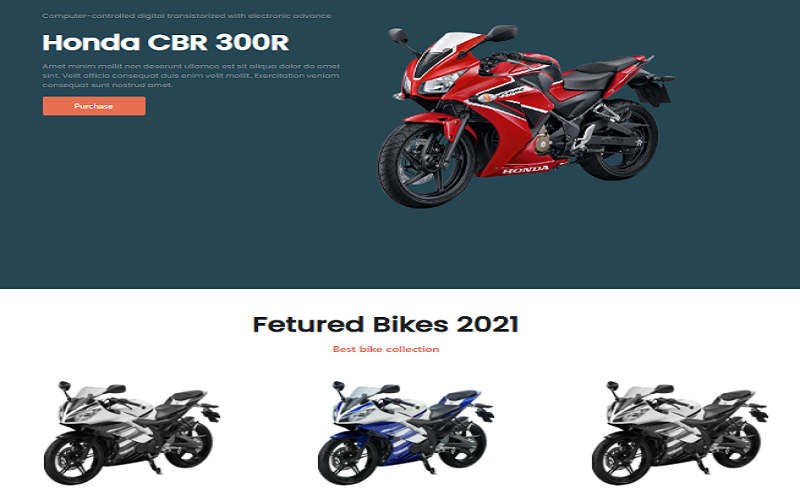 Computer-controlled digital transistorized with electronic advance
Honda CBR 300R
Amet minim mollit non deserunt ullamco est sit aliqua dolor do amet
sint. Velit officia consequat duis enim velit mollit. Exercitation veniam
consequat sunt nostrud amet.
Purchase
HONDA
Fetured Bikes 2021
Best bike collection